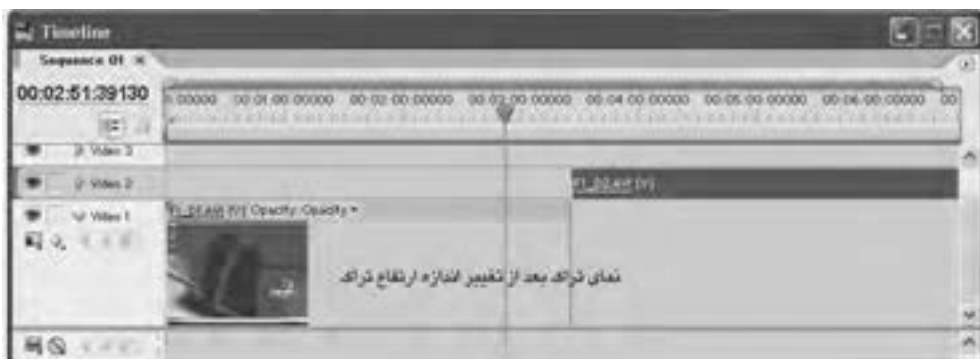 Timeline
Sequence 01
00:02:51:39130
00000 00:01:00:00000 00:02:00:00000 00:03:00:00000 00:04:00:00000 00:05:00:00000 00:06:00:00000 00
Video 3
Video 2
Video 1
Opacity: Opacity
نمای تراک بعد از تغییر اندازه ارتفاع تراک